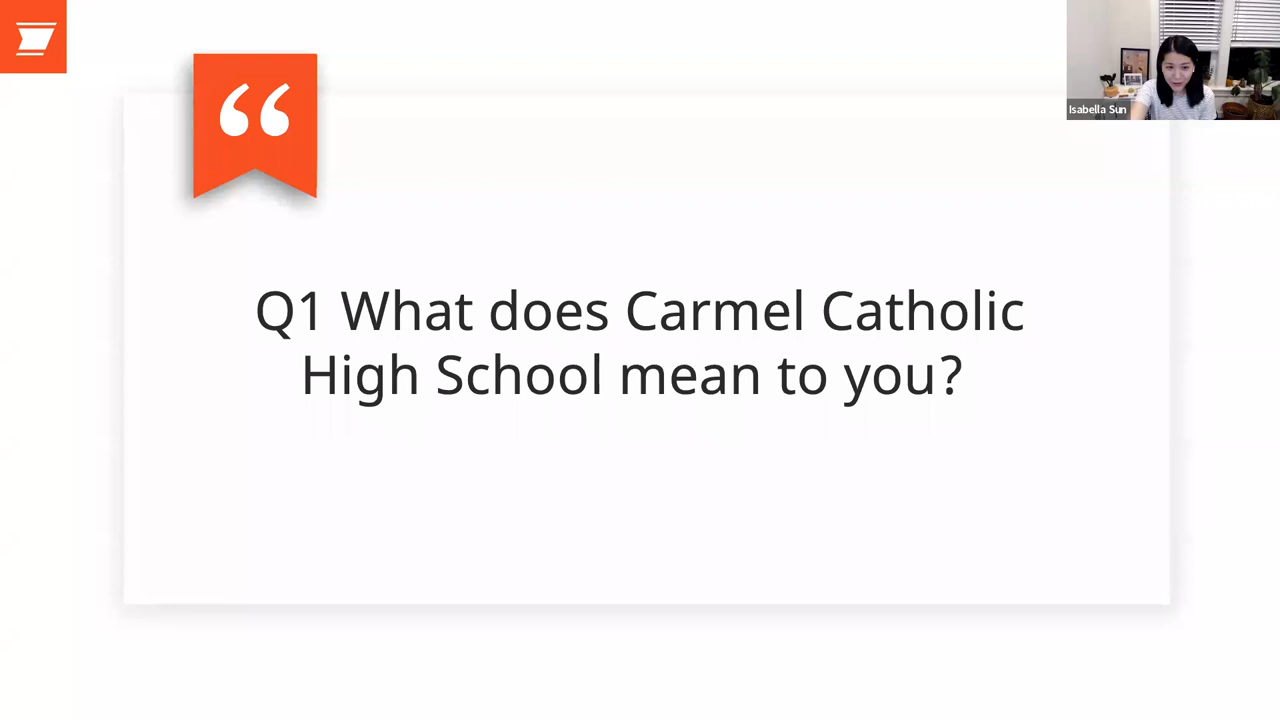 “
Isabella Sun
Q1 What does Carmel Catholic
High School mean to you?